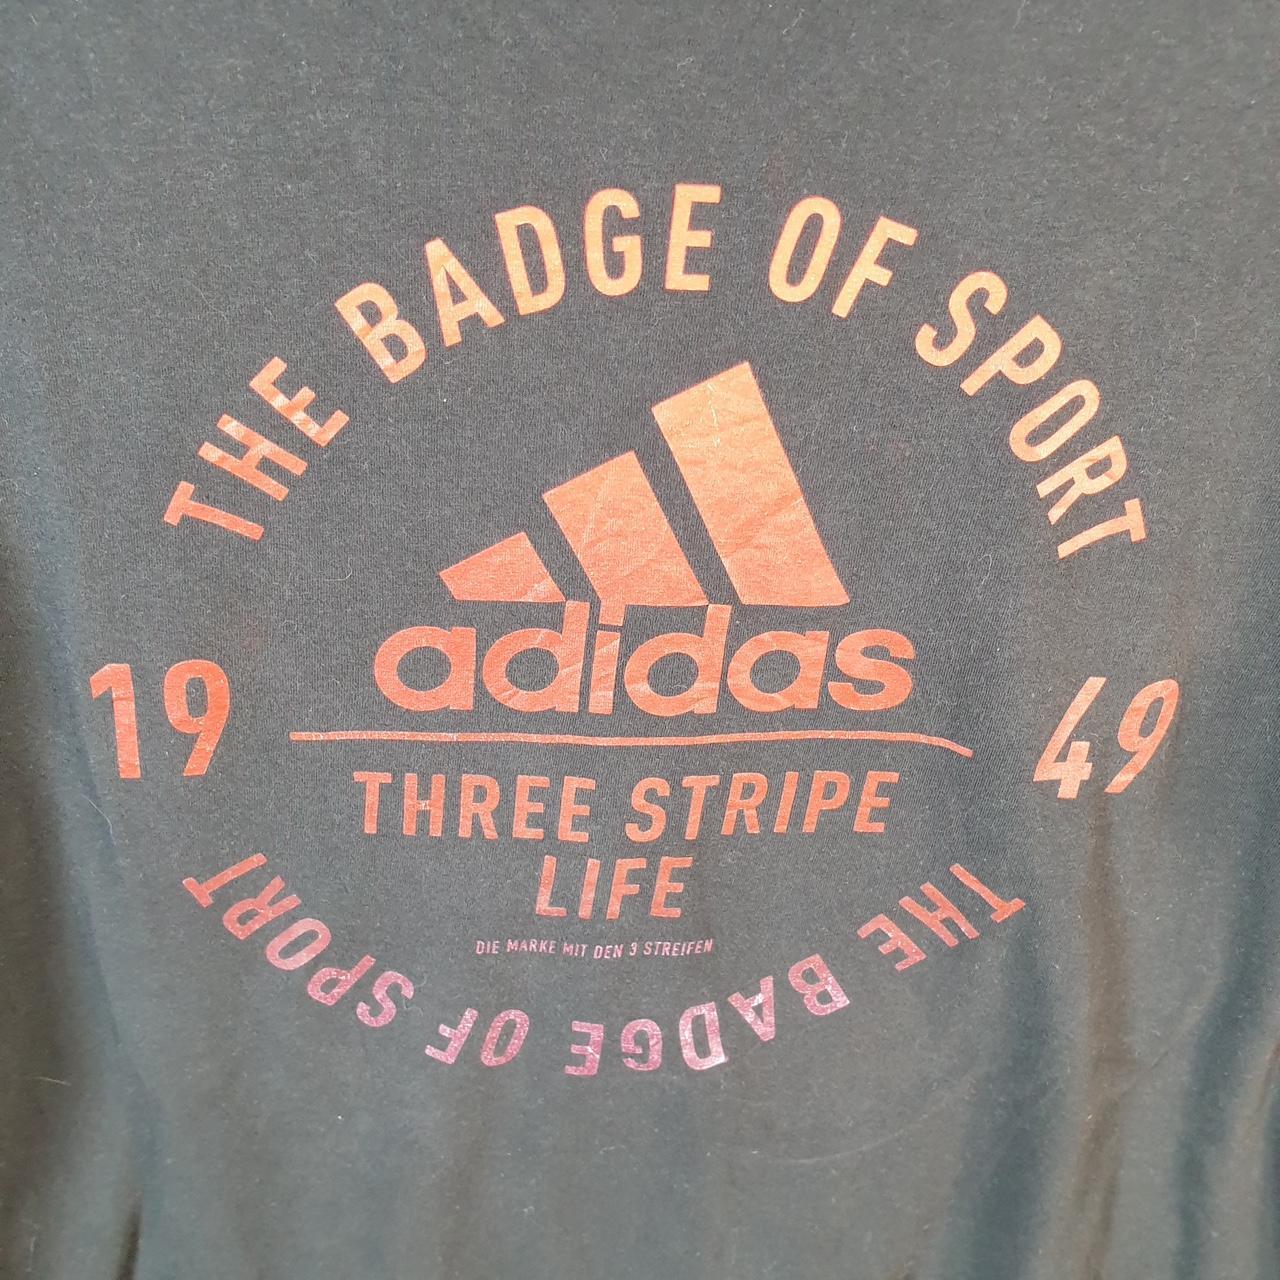 THE BADGE OF SPORT
adidas
19 49
THREE STRIPE
LIFE
DIE MARKE MIT DEN 3 STREIFEN
THE BADGE OF SPORT